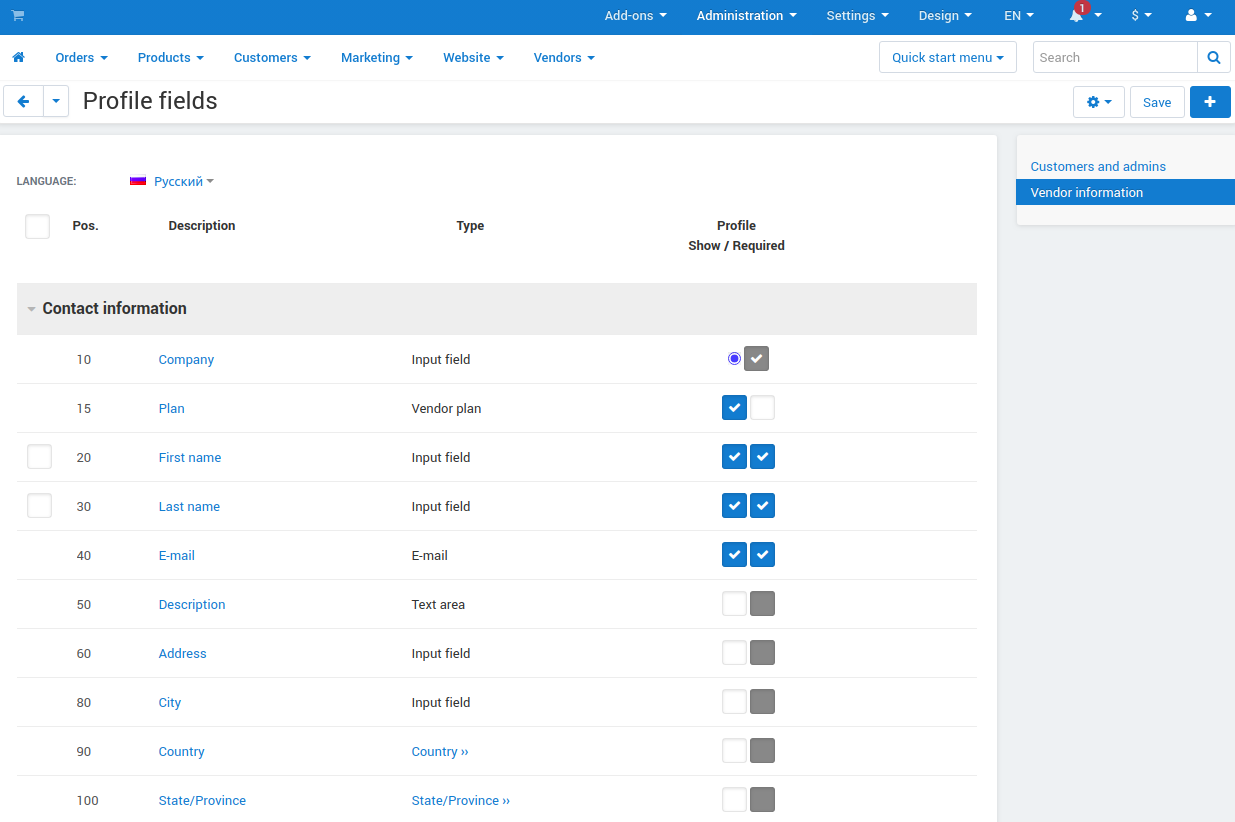 Add-ons Administration Settings Design EN 1 $
Orders Products Customers Marketing Website Vendors Quick start menu Search
Profile fields Save
Customers and admins
LANGUAGE: Русский
Vendor information
Pos. Description Type Profile
Show / Required
Contact information
10 Company Input field
15 Plan Vendor plan
20 First name Input field
30 Last name Input field
40 E-mail E-mail
50 Description Text area
60 Address Input field
80 City Input field
90 Country Country ››
100 State/Province State/Province ››